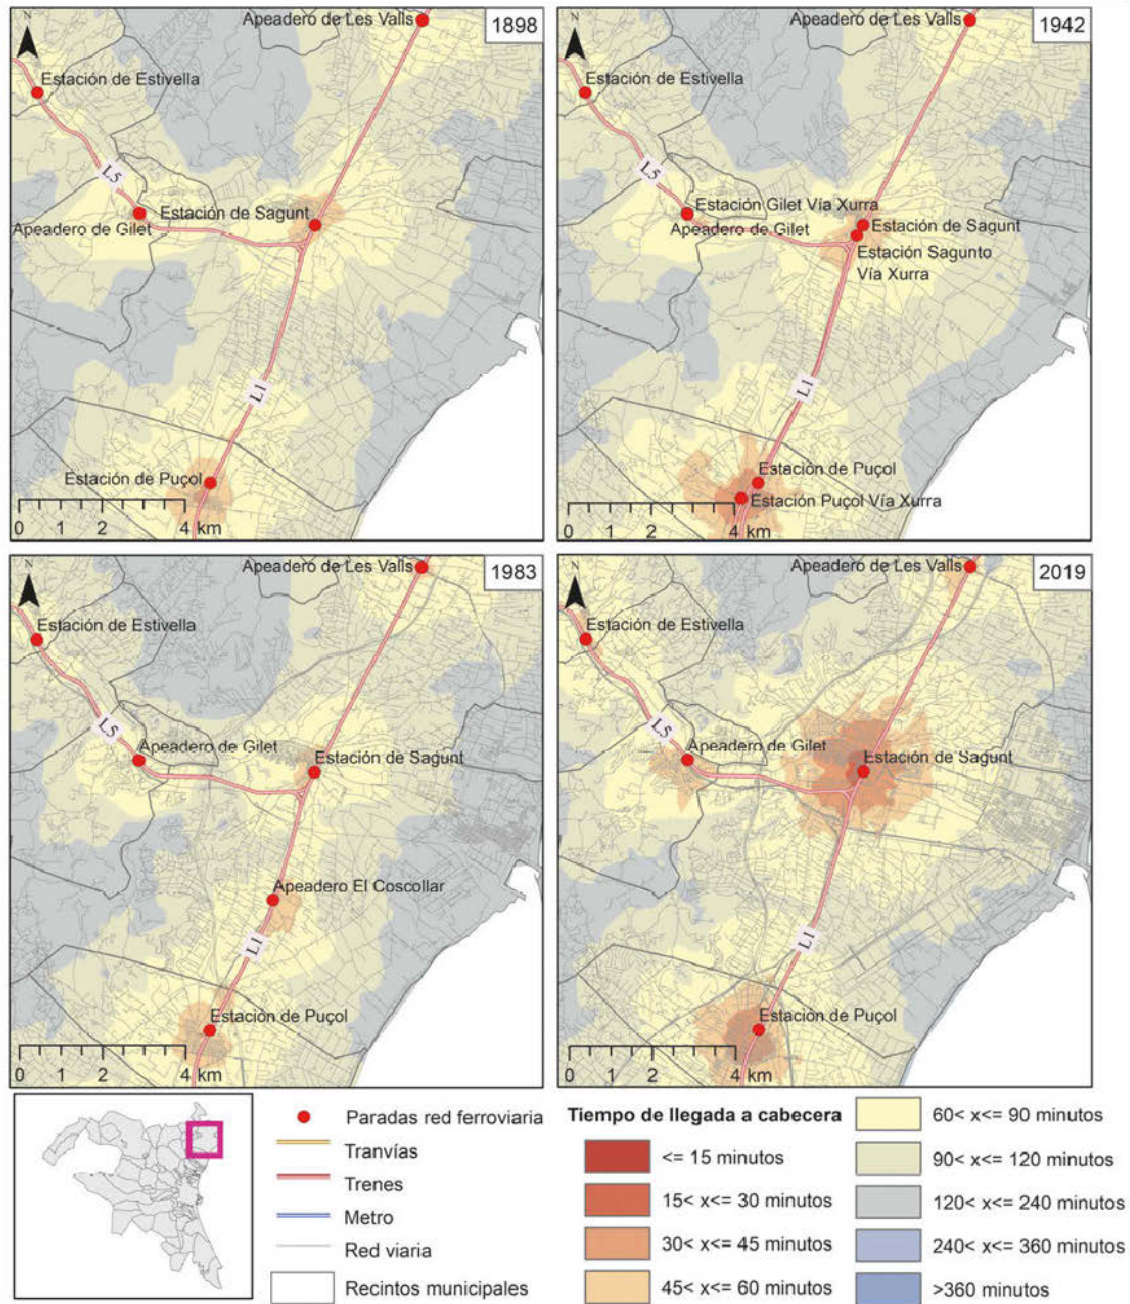 Apeadero de Les Valls
1898
N
Estación de Estivella
L5
Estación de Sagunt
Apeadero de Gilet
L1
Estación de Puçol
0 1 2 4 km
Apeadero de Les Valls
1942
N
Estación de Estivella
L5
Estación Gilet Vía Xurra
Apeadero de Gilet
Estación de Sagunt
Estación Sagunto
Vía Xurra
L1
Estación de Puçol
Estación Puçol Vía Xurra
0 1 2 4 km
Apeadero de Les Valls
1983
N
Estación de Estivella
L5
Apeadero de Gilet
Estación de Sagunt
Apeadero El Coscollar
L1
Estación de Puçol
0 1 2 4 km
Apeadero de Les Valls
2019
N
Estación de Estivella
L5
Apeadero de Gilet
Estación de Sagunt
L1
Estación de Puçol
0 1 2 4 km
Paradas red ferroviaria
Tranvías
Trenes
Metro
Red viaria
Recintos municipales
Tiempo de llegada a cabecera
<= 15 minutos
15< x<= 30 minutos
30< x<= 45 minutos
45< x<= 60 minutos
60< x<= 90 minutos
90< x<= 120 minutos
120< x<= 240 minutos
240< x<= 360 minutos
>360 minutos